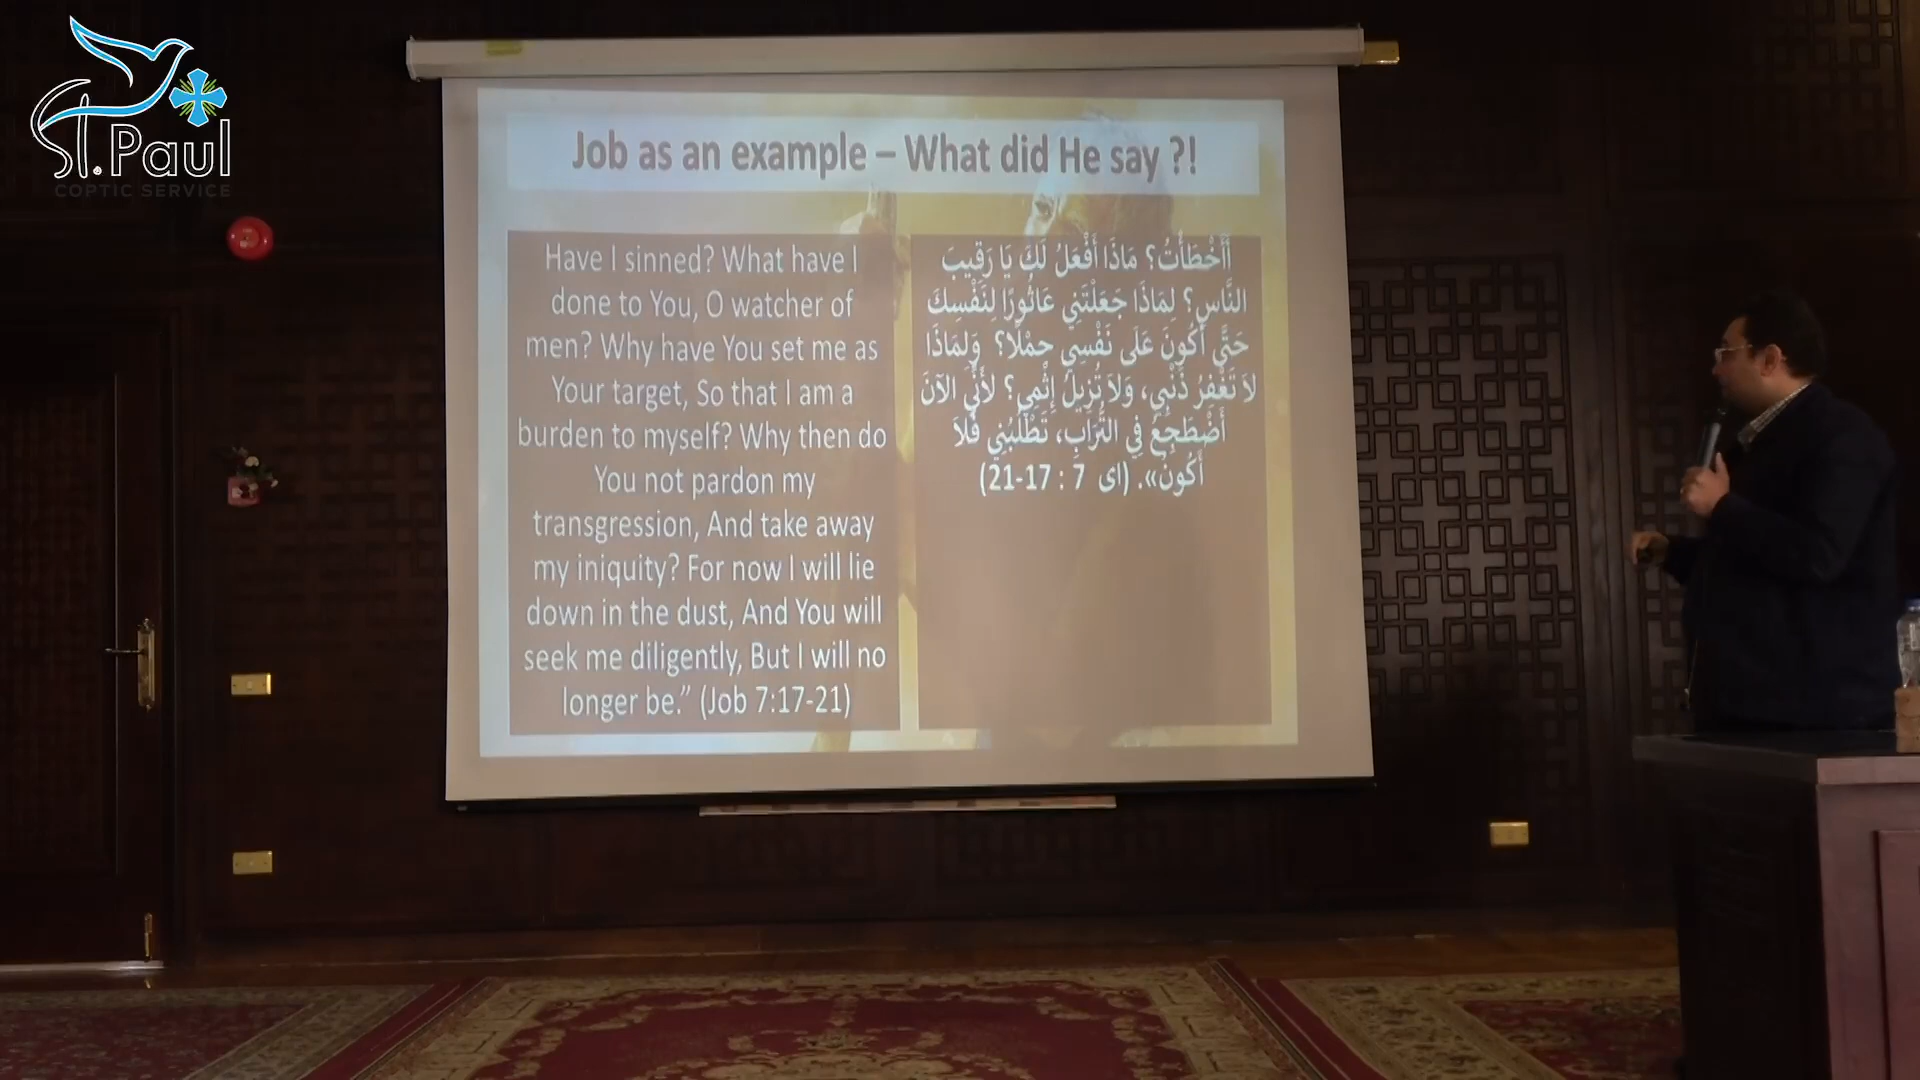 St. Paul
COPTIC SERVICE
Job as an example – What did He say ?!
Have I sinned? What have I
done to You, O watcher of
men? Why have You set me as
Your target, So that I am a
burden to myself? Why then do
You not pardon my
transgression, And take away
my iniquity? For now I will lie
down in the dust, And You will
seek me diligently, But I will no
longer be.” (Job 7:17-21)
أَأَخْطَأْتُ؟ مَاذَا أَفْعَلُ لَكَ يَا رَقِيبَ
النَّاسِ؟ لِمَاذَا جَعَلْتَنِي عَاثُورًا لِنَفْسِكَ
حَتَّى أَكُونَ عَلَى نَفْسِي حِمْلًا؟ وَلِمَاذَا
لاَ تَغْفِرُ ذَنْبِي، وَلاَ تُزِيلُ إِثْمِي؟ لأَنِّي الآنَ
أَضْطَجِعُ فِي التُّرَابِ، تَطْلُبُنِي فَلاَ
أَكُونُ». (اى 7 : 17-21)